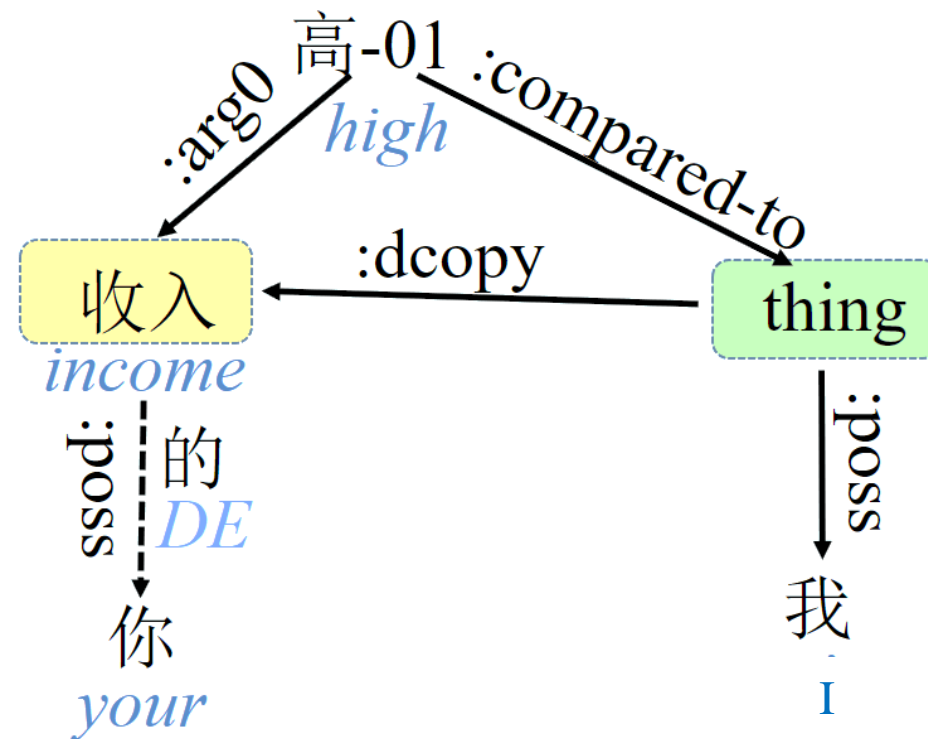 高-01
:arg0
high
:compared-to
:dcopy
收入
thing
income
:poss
的
DE
:poss
你
我
your
I